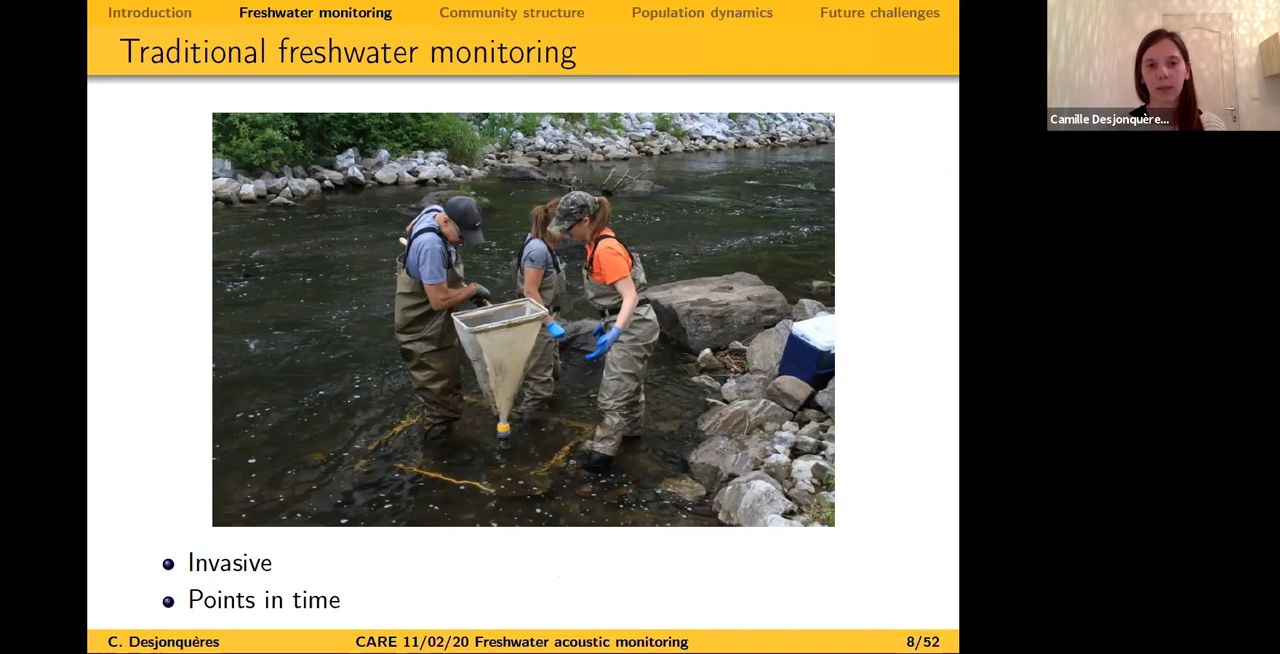 Introduction Freshwater monitoring Community structure Population dynamics Future challenges
Traditional freshwater monitoring
Camille Desjonquère...
Invasive
Points in time
C. Desjonquères CARE 11/02/20 Freshwater acoustic monitoring 8/52